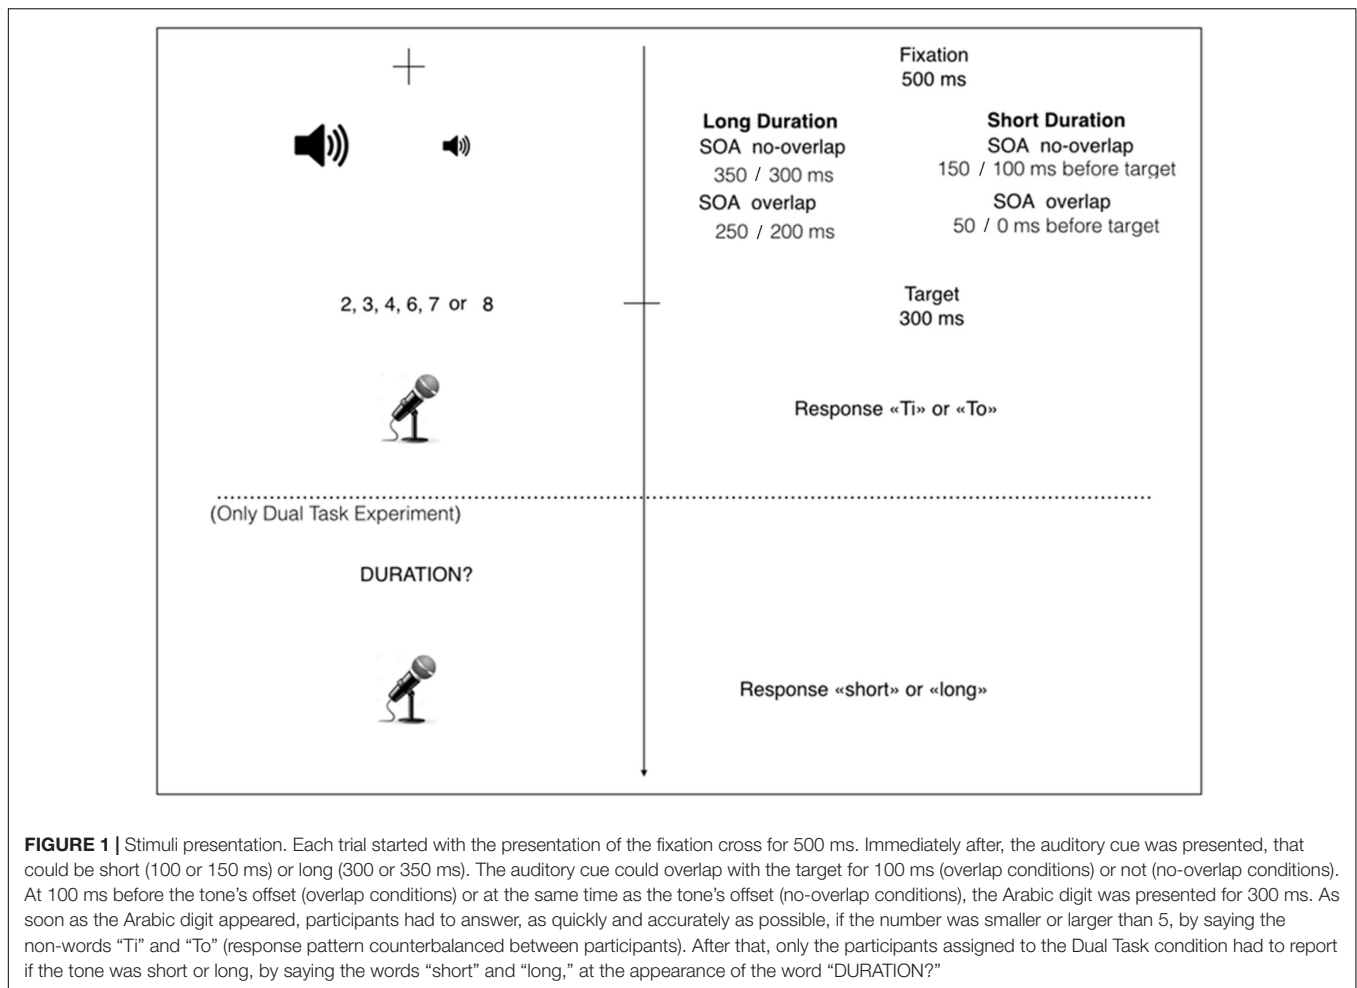 Fixation
500 ms
Long Duration
SOA no-overlap
350 / 300 ms
SOA overlap
250 / 200 ms
Short Duration
SOA no-overlap
150 / 100 ms before target
SOA overlap
50 / 0 ms before target
2, 3, 4, 6, 7 or 8
Target
300 ms
Response «Ti» or «To»
(Only Dual Task Experiment)
DURATION?
Response «short» or «long»
FIGURE 1 | Stimuli presentation. Each trial started with the presentation of the fixation cross for 500 ms. Immediately after, the auditory cue was presented, that
could be short (100 or 150 ms) or long (300 or 350 ms). The auditory cue could overlap with the target for 100 ms (overlap conditions) or not (no-overlap conditions).
At 100 ms before the tone's offset (overlap conditions) or at the same time as the tone's offset (no-overlap conditions), the Arabic digit was presented for 300 ms. As
soon as the Arabic digit appeared, participants had to answer, as quickly and accurately as possible, if the number was smaller or larger than 5, by saying the
non-words “Ti” and “To” (response pattern counterbalanced between participants). After that, only the participants assigned to the Dual Task condition had to report
if the tone was short or long, by saying the words “short” and “long,” at the appearance of the word “DURATION?”